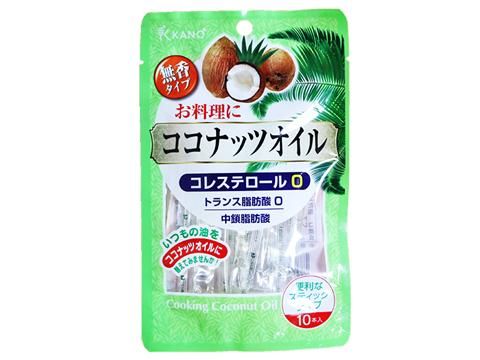 KANO
無香
タイプ
お料理に
ココナッツオイル
コレステロール 0
トランス脂肪酸 0
中鎖脂肪酸
いつもの油を
ココナッツオイルに
替えてみませんか!
便利な
スティック
タイプ
10本入
Cooking Coconut Oil